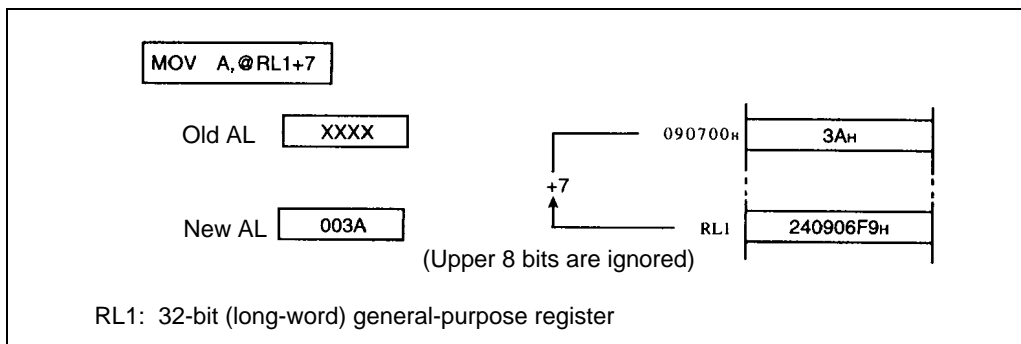 MOV A,@RL1+7
Old AL XXXX 090700H 3AH
+7
New AL 003A RL1 240906F9H
(Upper 8 bits are ignored)
RL1: 32-bit (long-word) general-purpose register